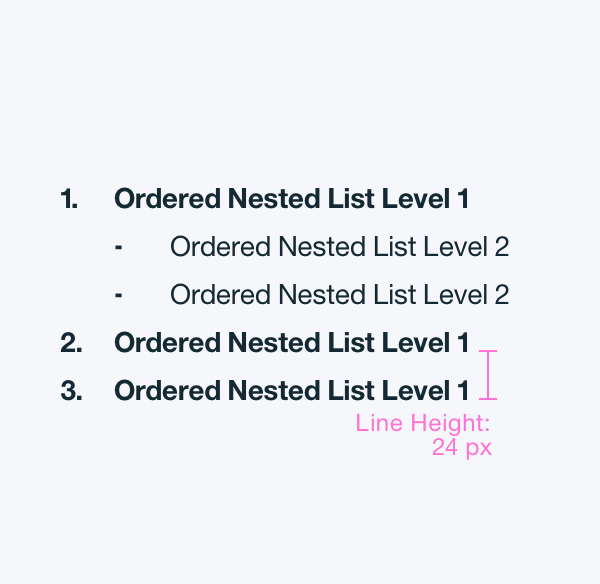 1. Ordered Nested List Level 1
- Ordered Nested List Level 2
- Ordered Nested List Level 2
2. Ordered Nested List Level 1
3. Ordered Nested List Level 1
Line Height:
24 px